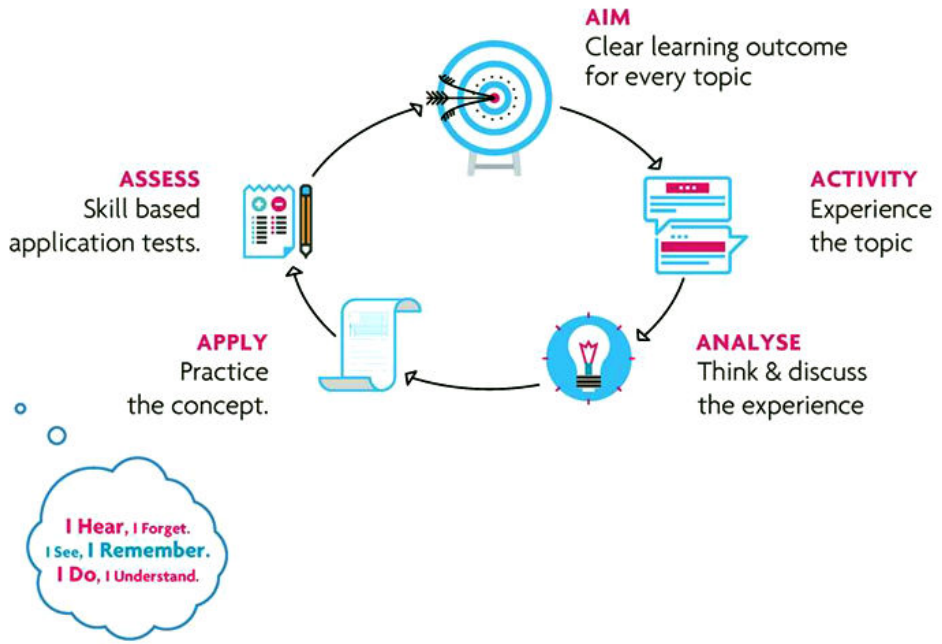 AIM
Clear learning outcome
for every topic
ACTIVITY
Experience
the topic
ANALYSE
Think & discuss
the experience
APPLY
Practice
the concept.
ASSESS
Skill based
application tests.
I Hear, I Forget.
I See, I Remember.
I Do, I Understand.